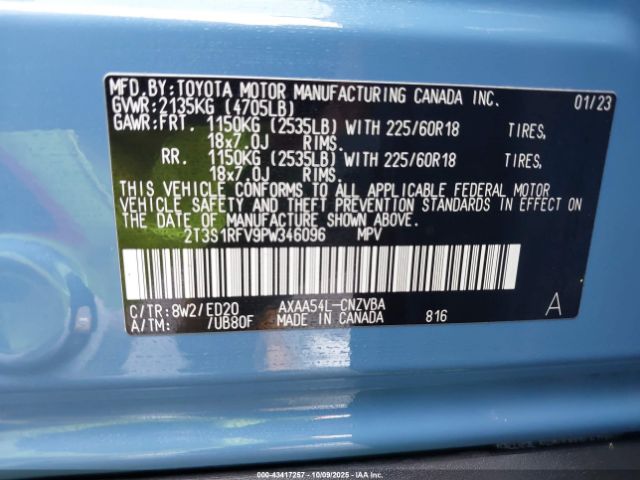 MFD.BY:TOYOTA MOTOR MANUFACTURING CANADA INC. 01/23
GVWR:2135KG (4705LB)
GAWR:FRT. 1150KG (2535LB) WITH 225/60R18 TIRES,
18x7.0J RIMS.
RR. 1150KG (2535LB) WITH 225/60R18 TIRES,
18x7.0J RIMS.
THIS VEHICLE CONFORMS TO ALL APPLICABLE FEDERAL MOTOR
VEHICLE SAFETY AND THEFT PREVENTION STANDARDS IN EFFECT ON
THE DATE OF MANUFACTURE SHOWN ABOVE.
2T3S1RFV9PW346096 MPV
C/TR:8W2/ED20 AXAA54L-CNZVBA A
A/TM: /UB80F MADE IN CANADA 816
000-43417257 - 10/09/2025 - IAA Inc.